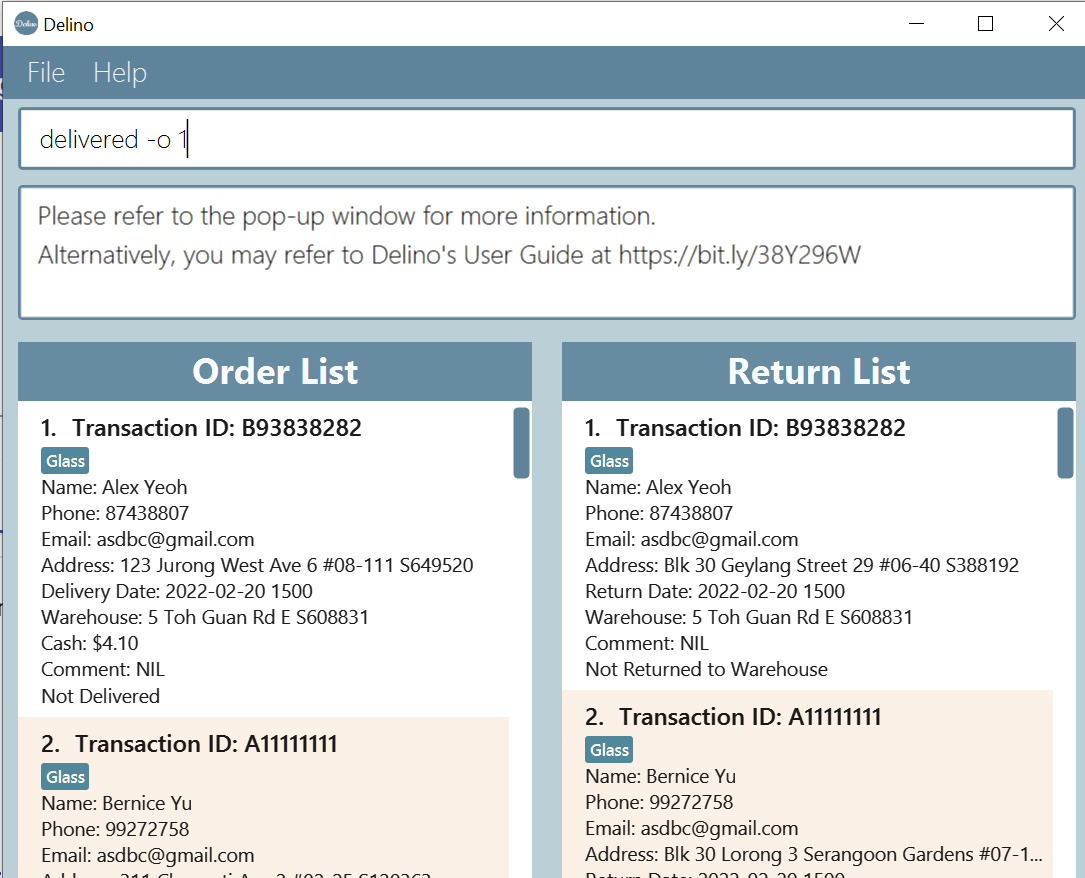 Delino
File Help
delivered -o 1
Please refer to the pop-up window for more information.
Alternatively, you may refer to Delino's User Guide at https://bit.ly/38Y296W
Order List
1. Transaction ID: B93838282
Glass
Name: Alex Yeoh
Phone: 87438807
Email: asdbc@gmail.com
Address: 123 Jurong West Ave 6 #08-111 S649520
Delivery Date: 2022-02-20 1500
Warehouse: 5 Toh Guan Rd E S608831
Cash: $4.10
Comment: NIL
Not Delivered
2. Transaction ID: A11111111
Glass
Name: Bernice Yu
Phone: 99272758
Email: asdbc@gmail.com
Return List
1. Transaction ID: B93838282
Glass
Name: Alex Yeoh
Phone: 87438807
Email: asdbc@gmail.com
Address: Blk 30 Geylang Street 29 #06-40 S388192
Return Date: 2022-02-20 1500
Warehouse: 5 Toh Guan Rd E S608831
Comment: NIL
Not Returned to Warehouse
2. Transaction ID: A11111111
Glass
Name: Bernice Yu
Phone: 99272758
Email: asdbc@gmail.com
Address: Blk 30 Lorong 3 Serangoon Gardens #07-1...